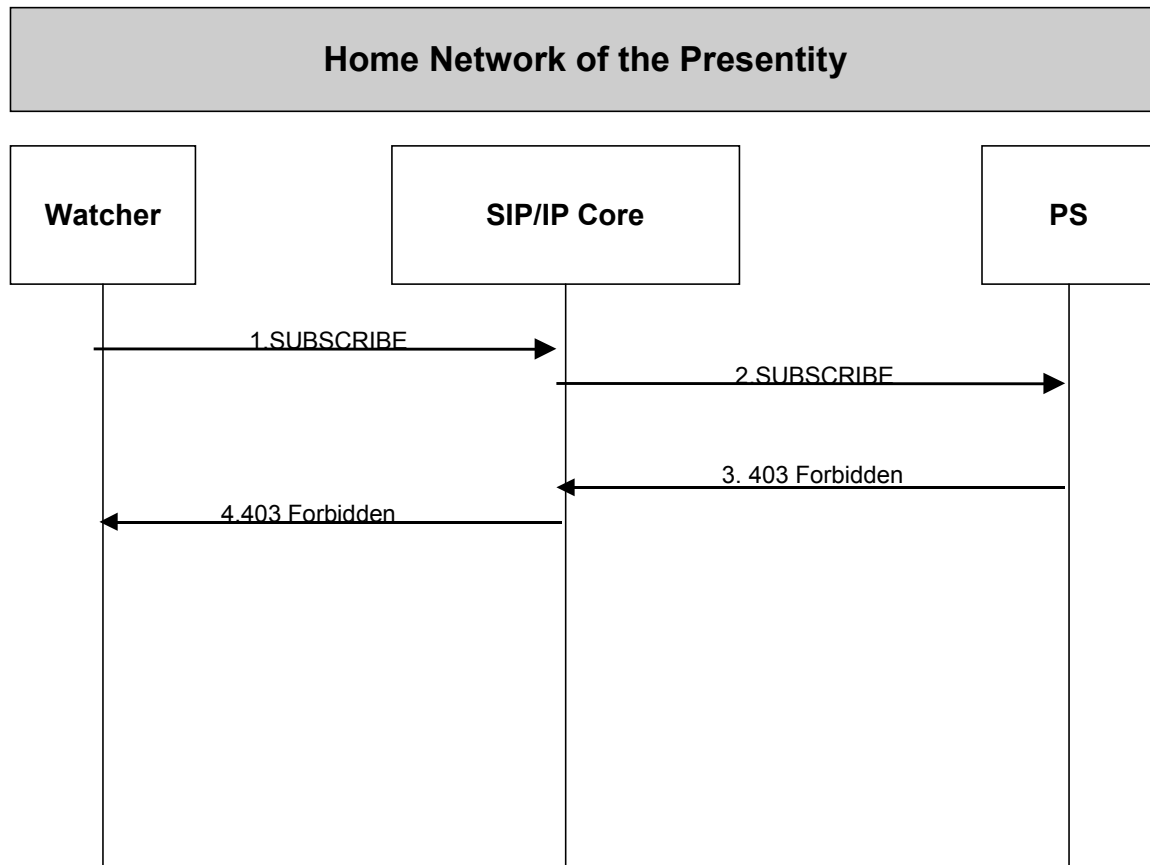 Home Network of the Presentity
Watcher
SIP/IP Core
PS
1.SUBSCRIBE
2.SUBSCRIBE
3. 403 Forbidden
4.403 Forbidden